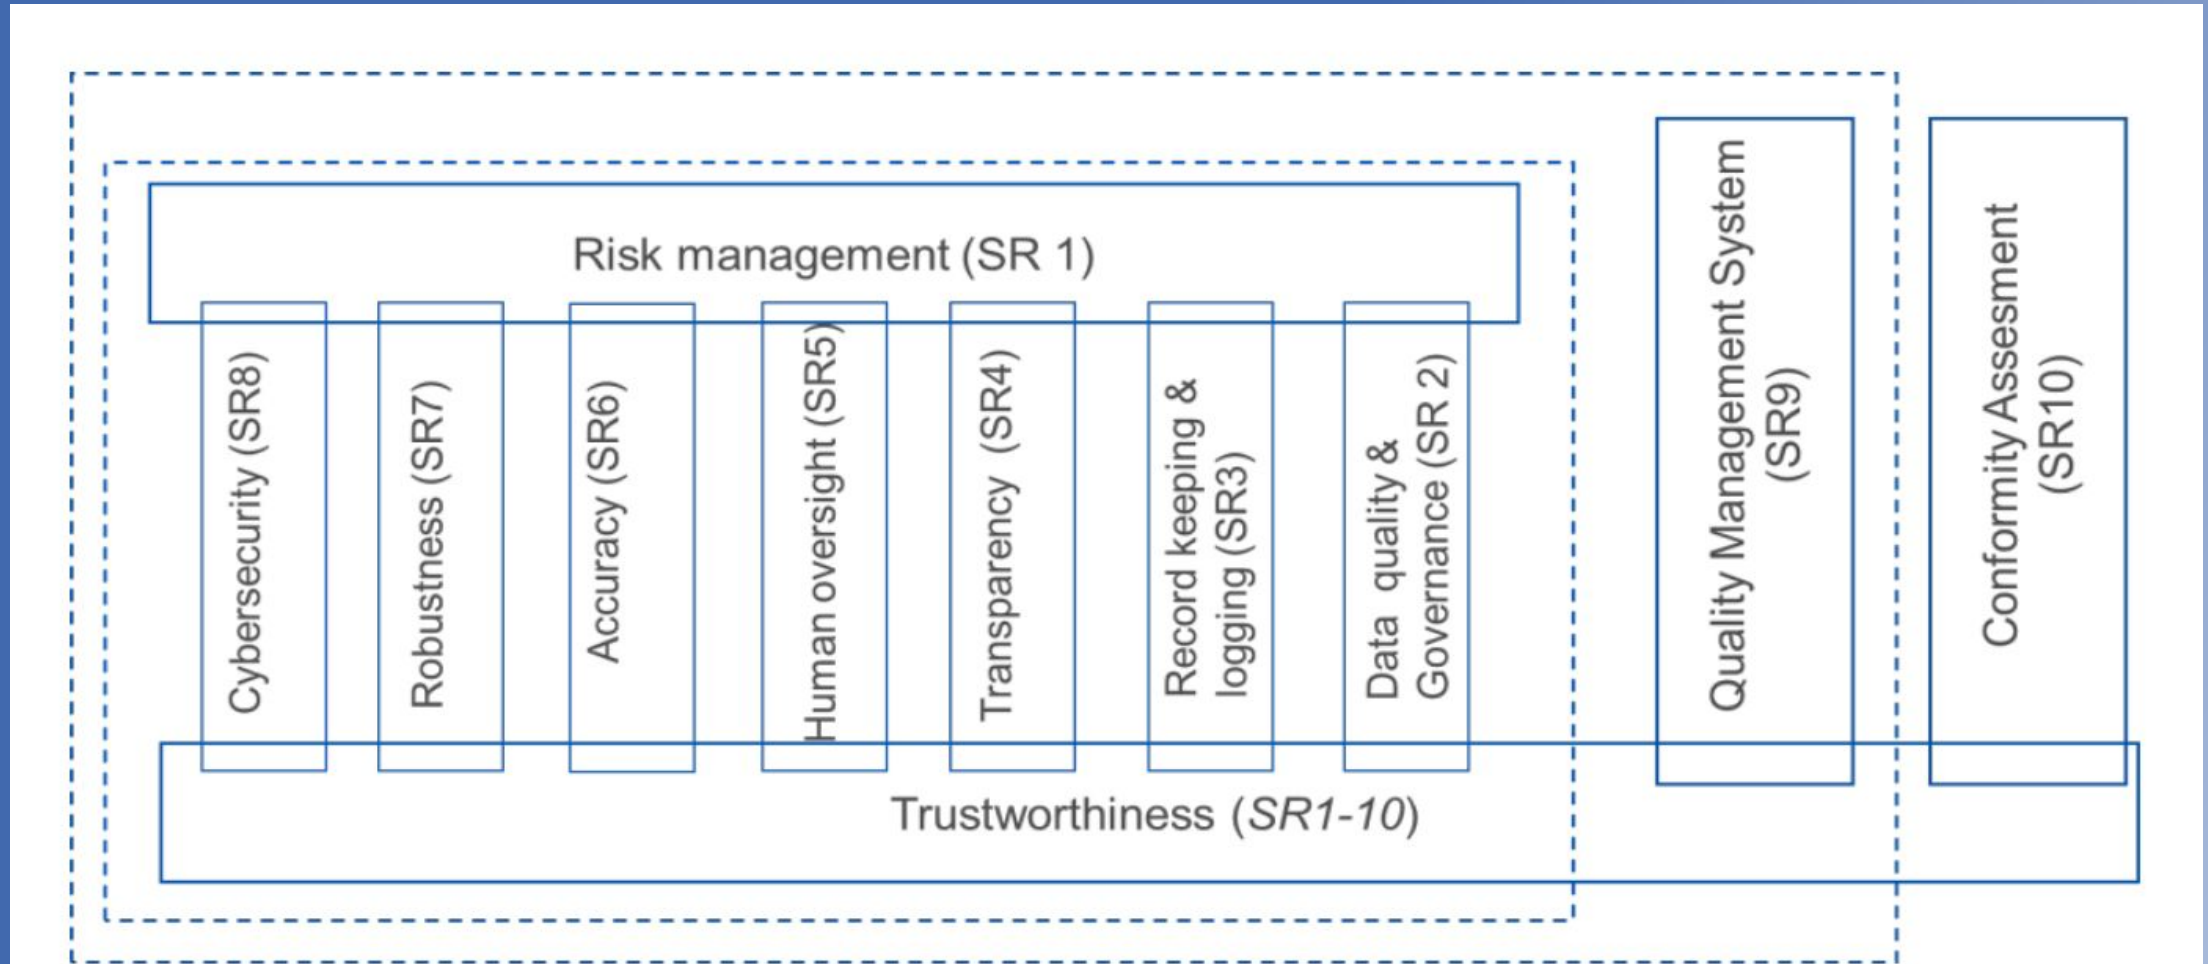 Risk management (SR 1)
Cybersecurity (SR8)
Robustness (SR7)
Accuracy (SR6)
Human oversight (SR5)
Transparency (SR4)
Record keeping &
logging (SR3)
Data quality &
Governance (SR 2)
Quality Management System
(SR9)
Conformity Assessment
(SR10)
Trustworthiness (SR1-10)